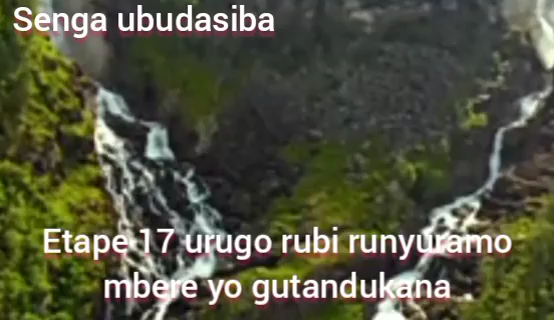 Senga ubudasiba
Etape 17 urugo rubi runyuramo
mbere yo gutandukana